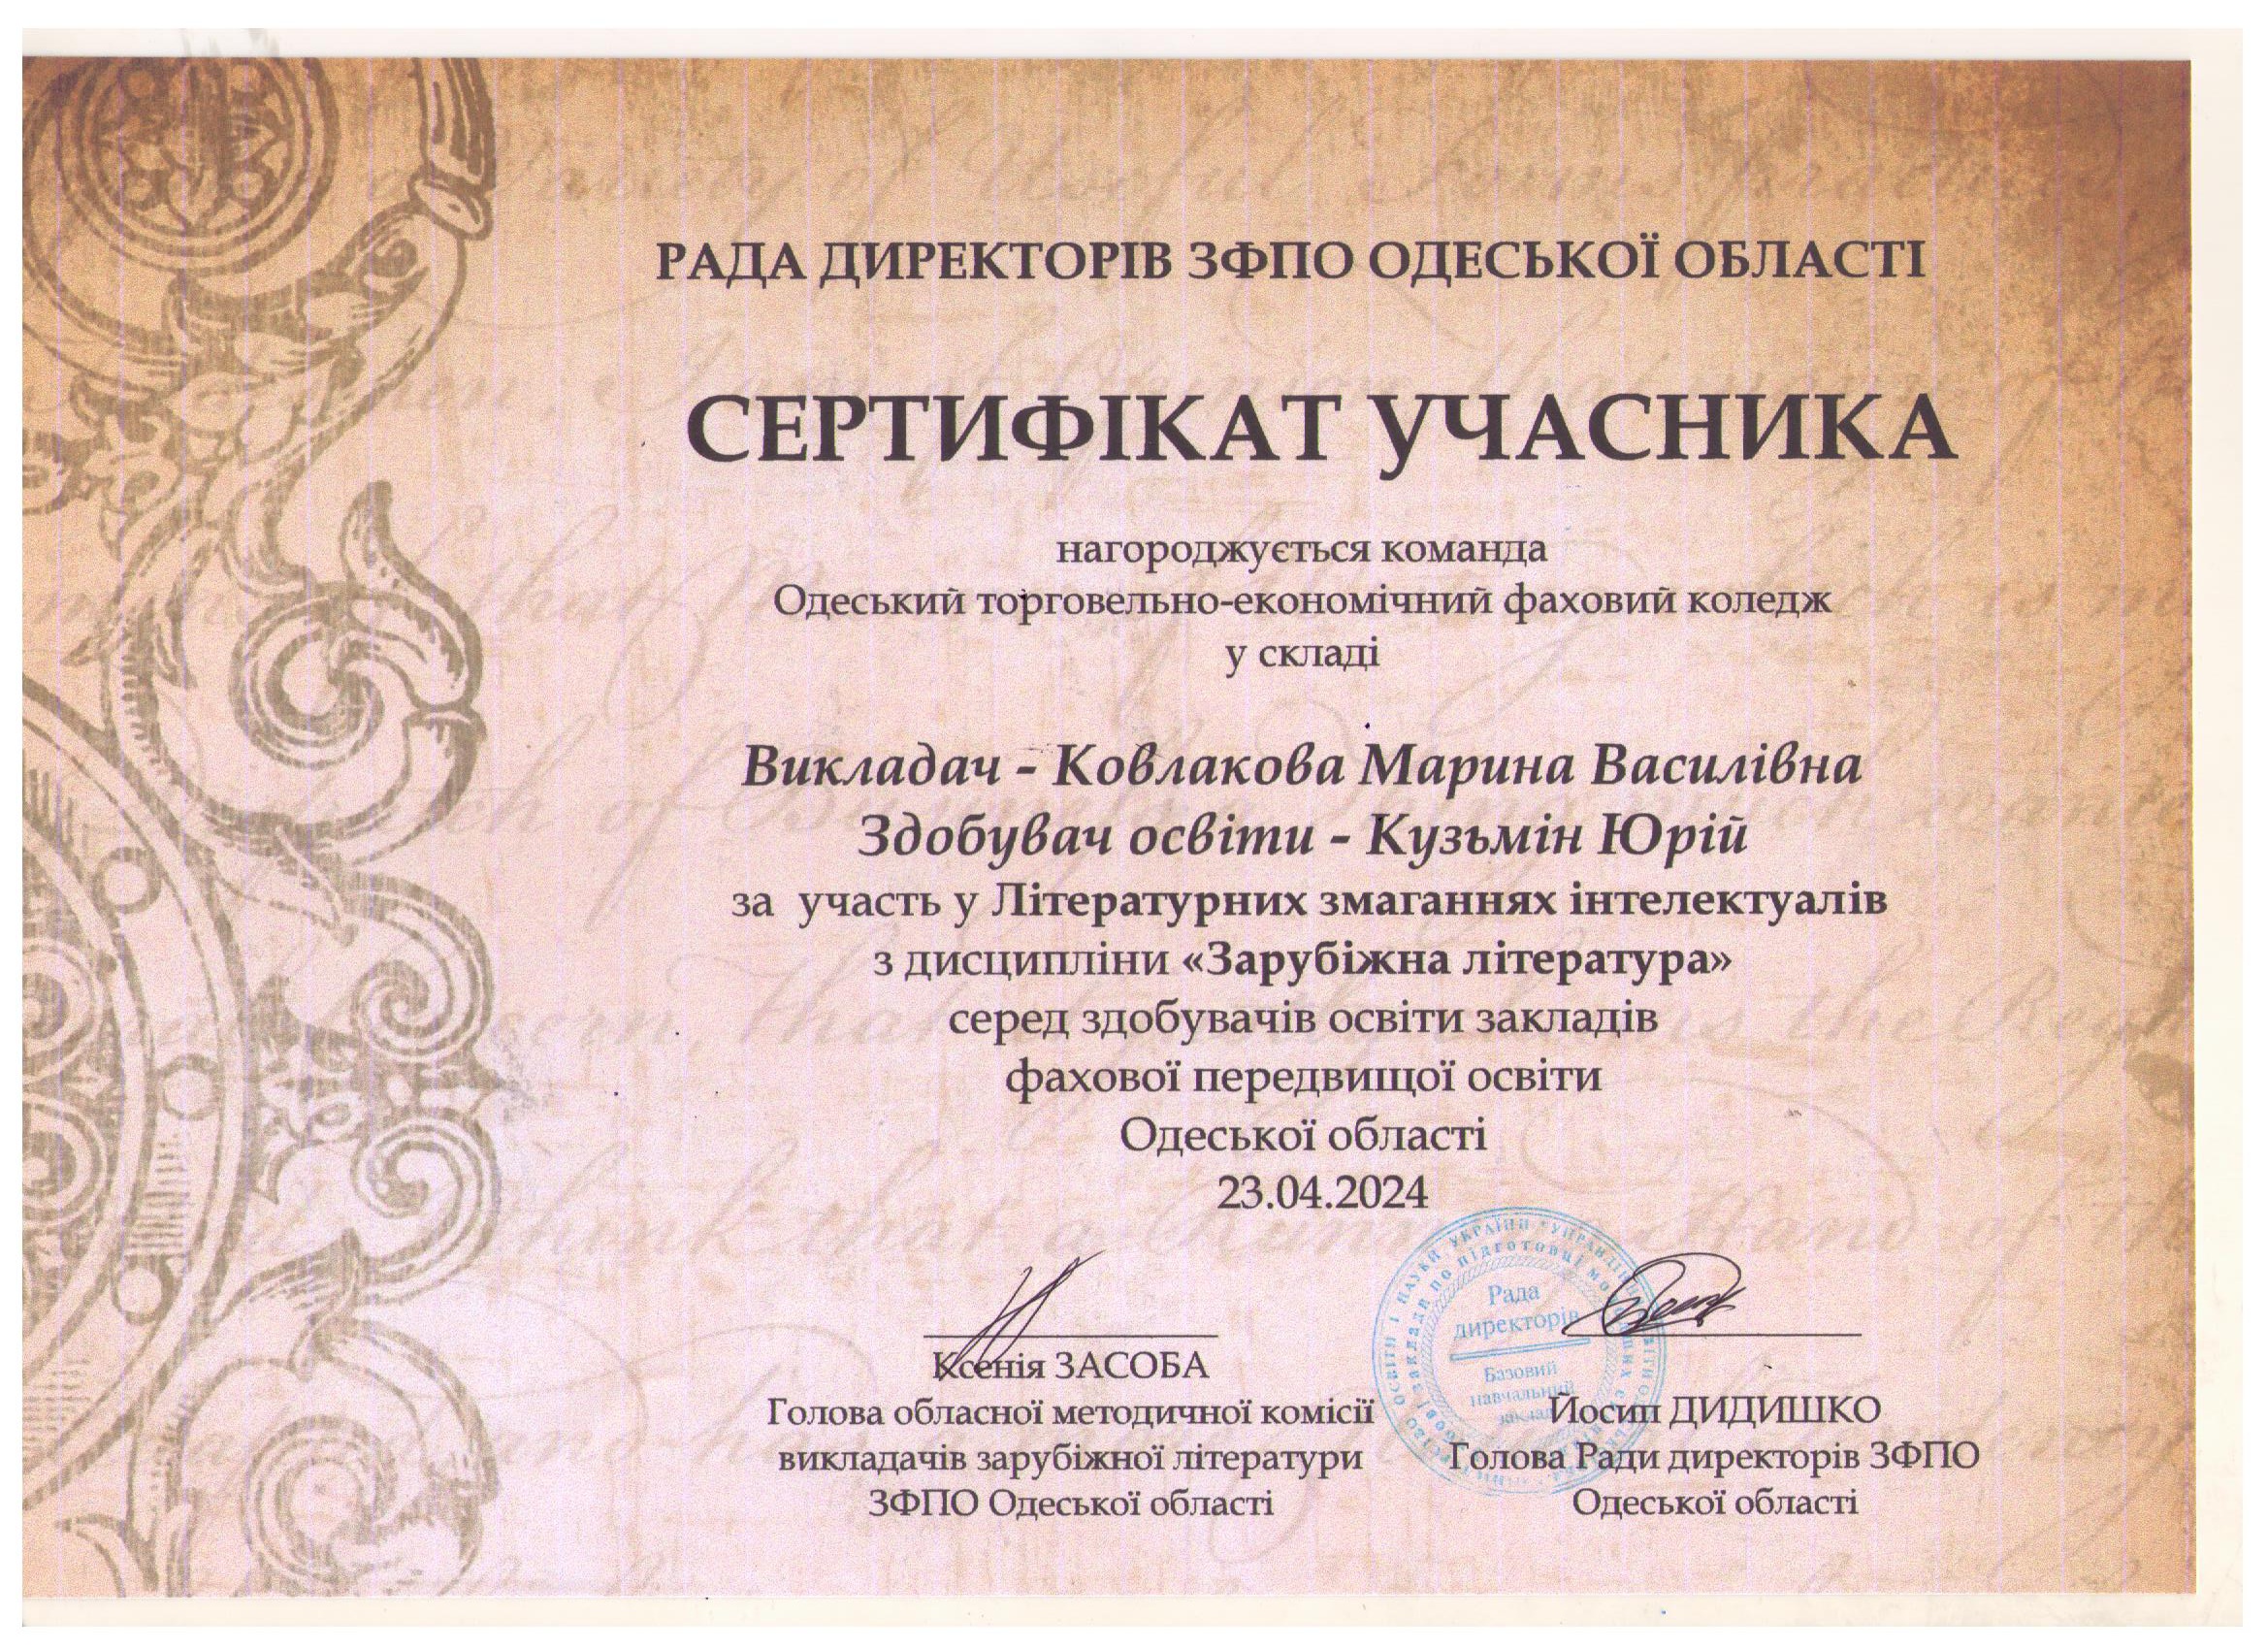 РАДА ДИРЕКТОРІВ ЗФПО ОДЕСЬКОЇ ОБЛАСТІ
СЕРТИФІКАТ УЧАСНИКА
нагороджується команда
Одеський торговельно-економічний фаховий коледж
у складі
Викладач - Ковлакова Марина Василівна
Здобувач освіти - Кузьмін Юрій
за участь у Літературних змаганнях інтелектуалів
з дисципліни «Зарубіжна література»
серед здобувачів освіти закладів
фахової передвищої освіти
Одеської області
23.04.2024
Рада
директорів
Базовий
навчальний
заклад
Ксенія ЗАСОБА
Голова обласної методичної комісії
викладачів зарубіжної літератури
ЗФПО Одеської області
Йосип ДИДИШКО
Голова Ради директорів ЗФПО
Одеської області